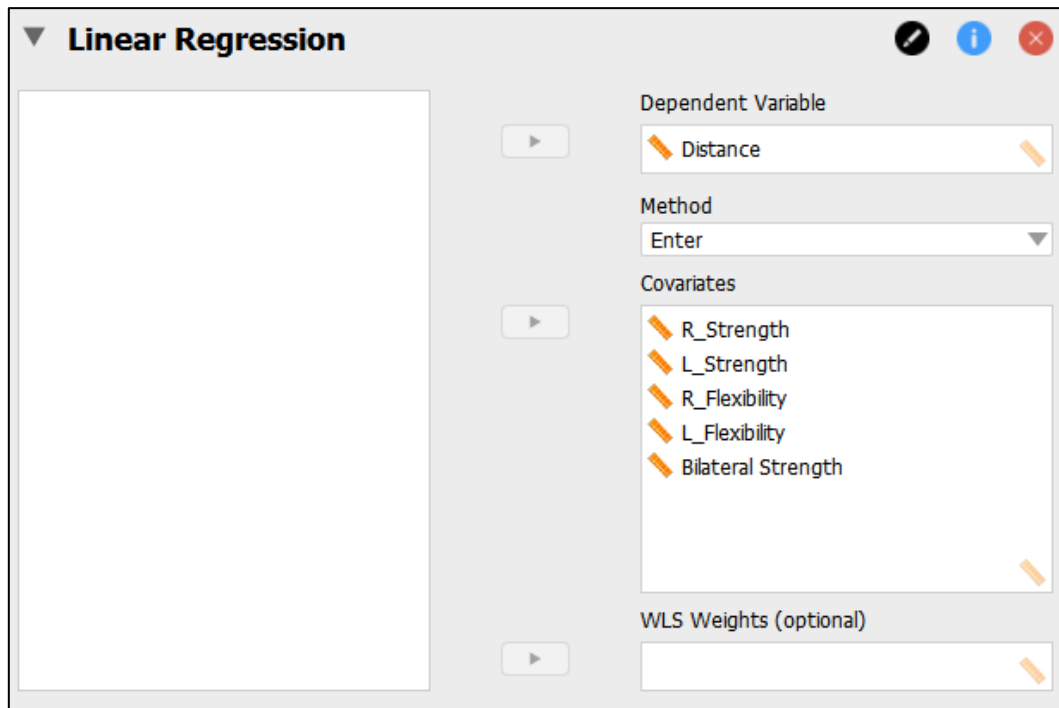 Linear Regression
Dependent Variable
Distance
Method
Enter
Covariates
R_Strength
L_Strength
R_Flexibility
L_Flexibility
Bilateral Strength
WLS Weights (optional)